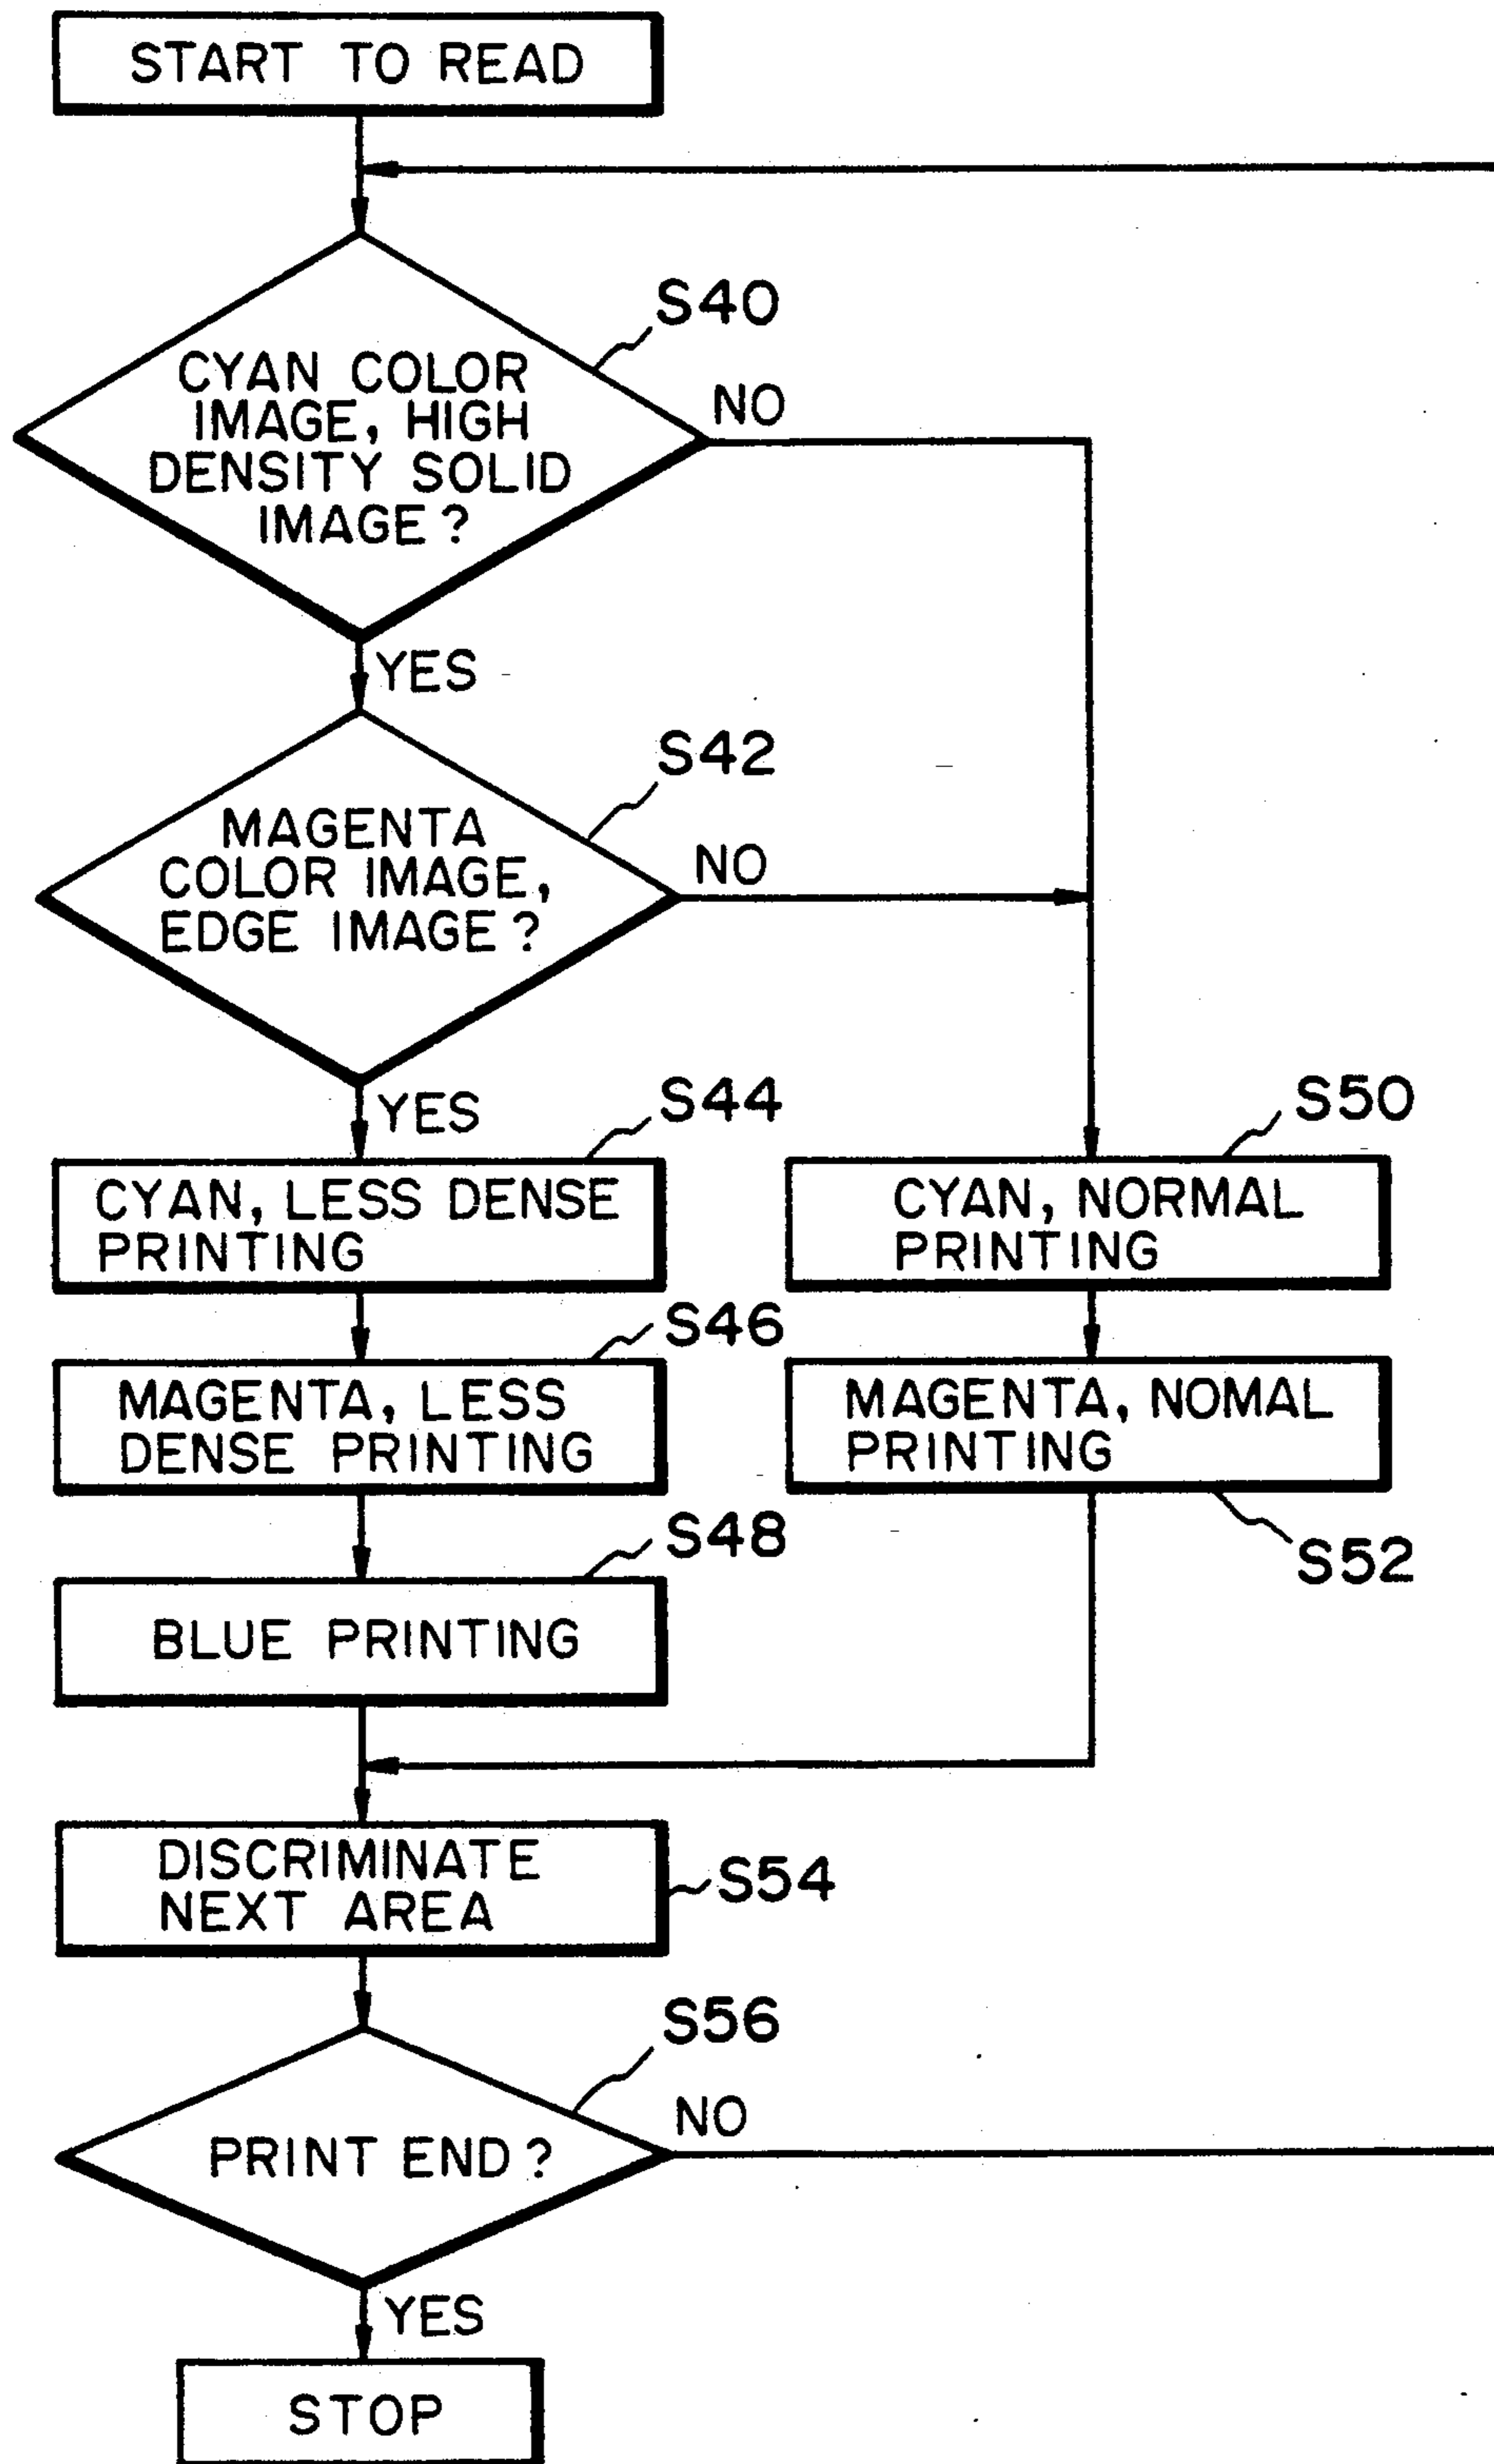 START TO READ
S40
CYAN COLOR
IMAGE, HIGH
DENSITY SOLID
IMAGE?
NO
YES
S42
MAGENTA
COLOR IMAGE,
EDGE IMAGE?
NO
YES
S44
S50
CYAN, LESS DENSE
PRINTING
CYAN, NORMAL
PRINTING
S46
MAGENTA, LESS
DENSE PRINTING
MAGENTA, NOMAL
PRINTING
S48
S52
BLUE PRINTING
DISCRIMINATE
NEXT AREA
S54
S56
PRINT END?
NO
YES
STOP